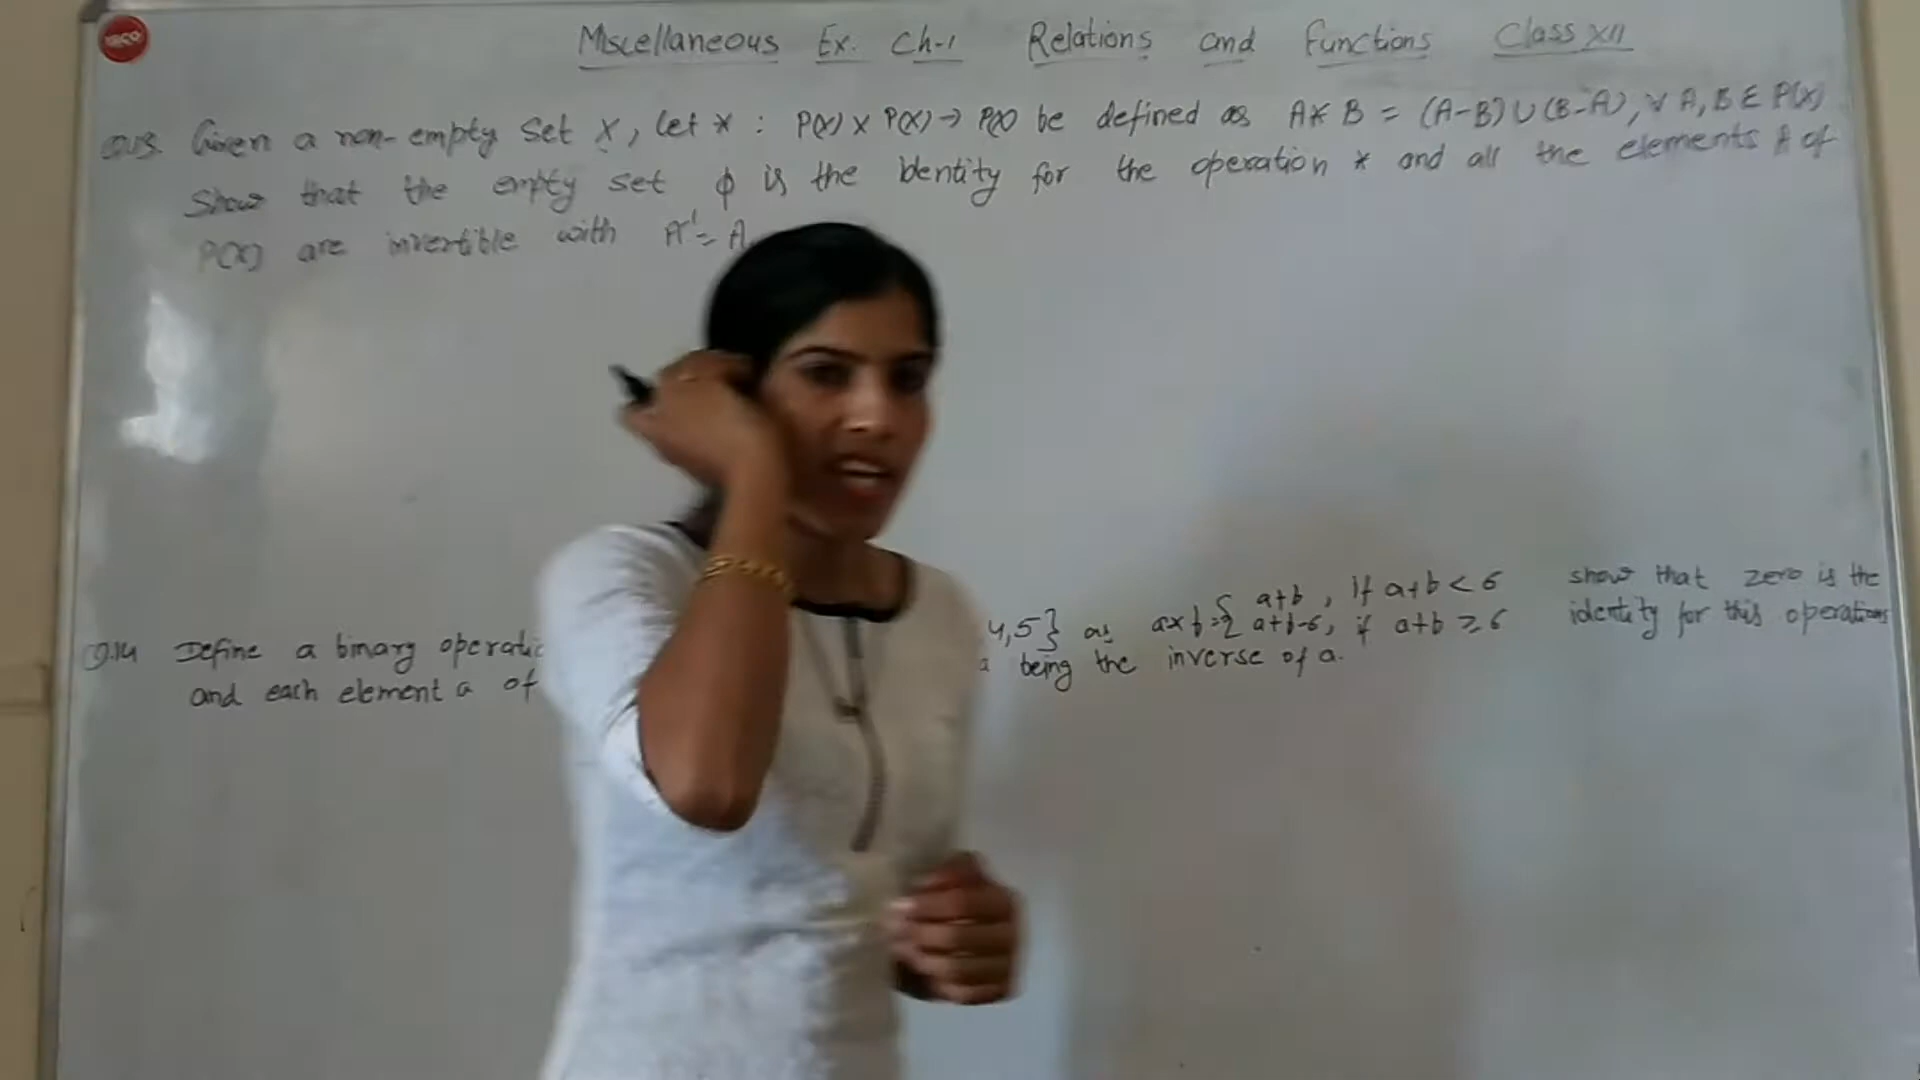 Miscellaneous Ex. Ch-1 Relations and Functions Class XII
Q.13. Given a non-empty set X, let * : P(X) x P(X) → P(X) be defined as A * B = (A-B) ∪ (B-A), ∀ A, B ∈ P(X)
Show that the empty set ϕ is the Identity for the operation * and all the elements A of
P(X) are invertible with A⁻¹ = A.
Q.14 Define a binary operatio 4,5} as a*b = { a+b, if a+b < 6 show that zero is the
a+b-6, if a+b ≥ 6 identity for this operations
and each element a of a being the inverse of a.